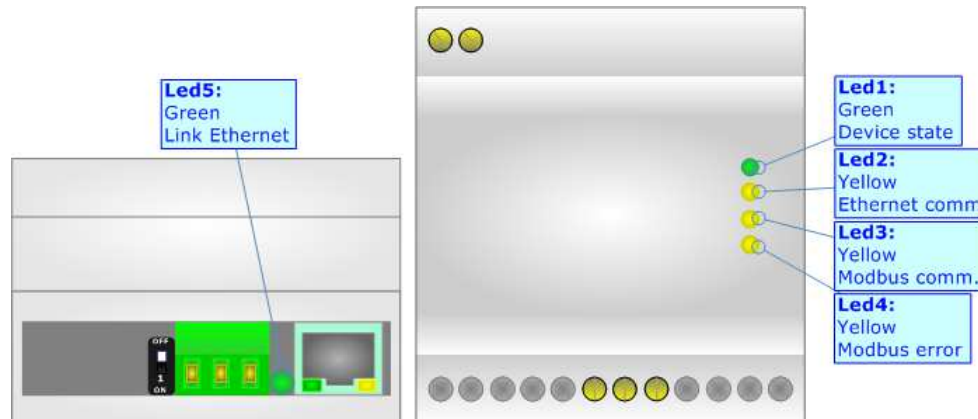 Led5:
Green
Link Ethernet
Led1:
Green
Device state
Led2:
Yellow
Ethernet comm
Led3:
Yellow
Modbus comm.
Led4:
Yellow
Modbus error
OFF
1
ON